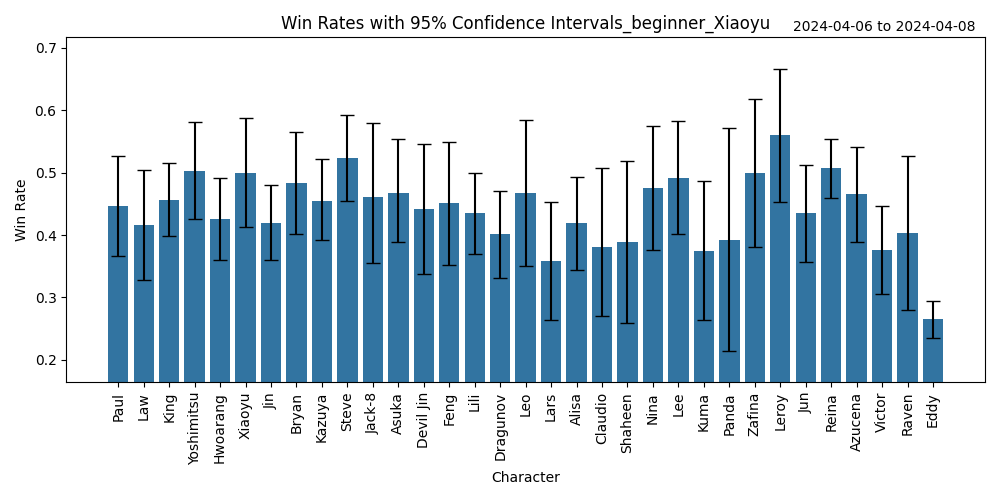 Win Rates with 95% Confidence Intervals_beginner_Xiaoyu
2024-04-06 to 2024-04-08
Win Rate
0.7
0.6
0.5
0.4
0.3
0.2
Paul
Law
King
Yoshimitsu
Hwoarang
Xiaoyu
Jin
Bryan
Kazuya
Steve
Jack-8
Asuka
Devil Jin
Feng
Lili
Dragunov
Leo
Lars
Alisa
Claudio
Shaheen
Nina
Lee
Kuma
Panda
Zafina
Leroy
Jun
Reina
Azucena
Victor
Raven
Eddy
Character